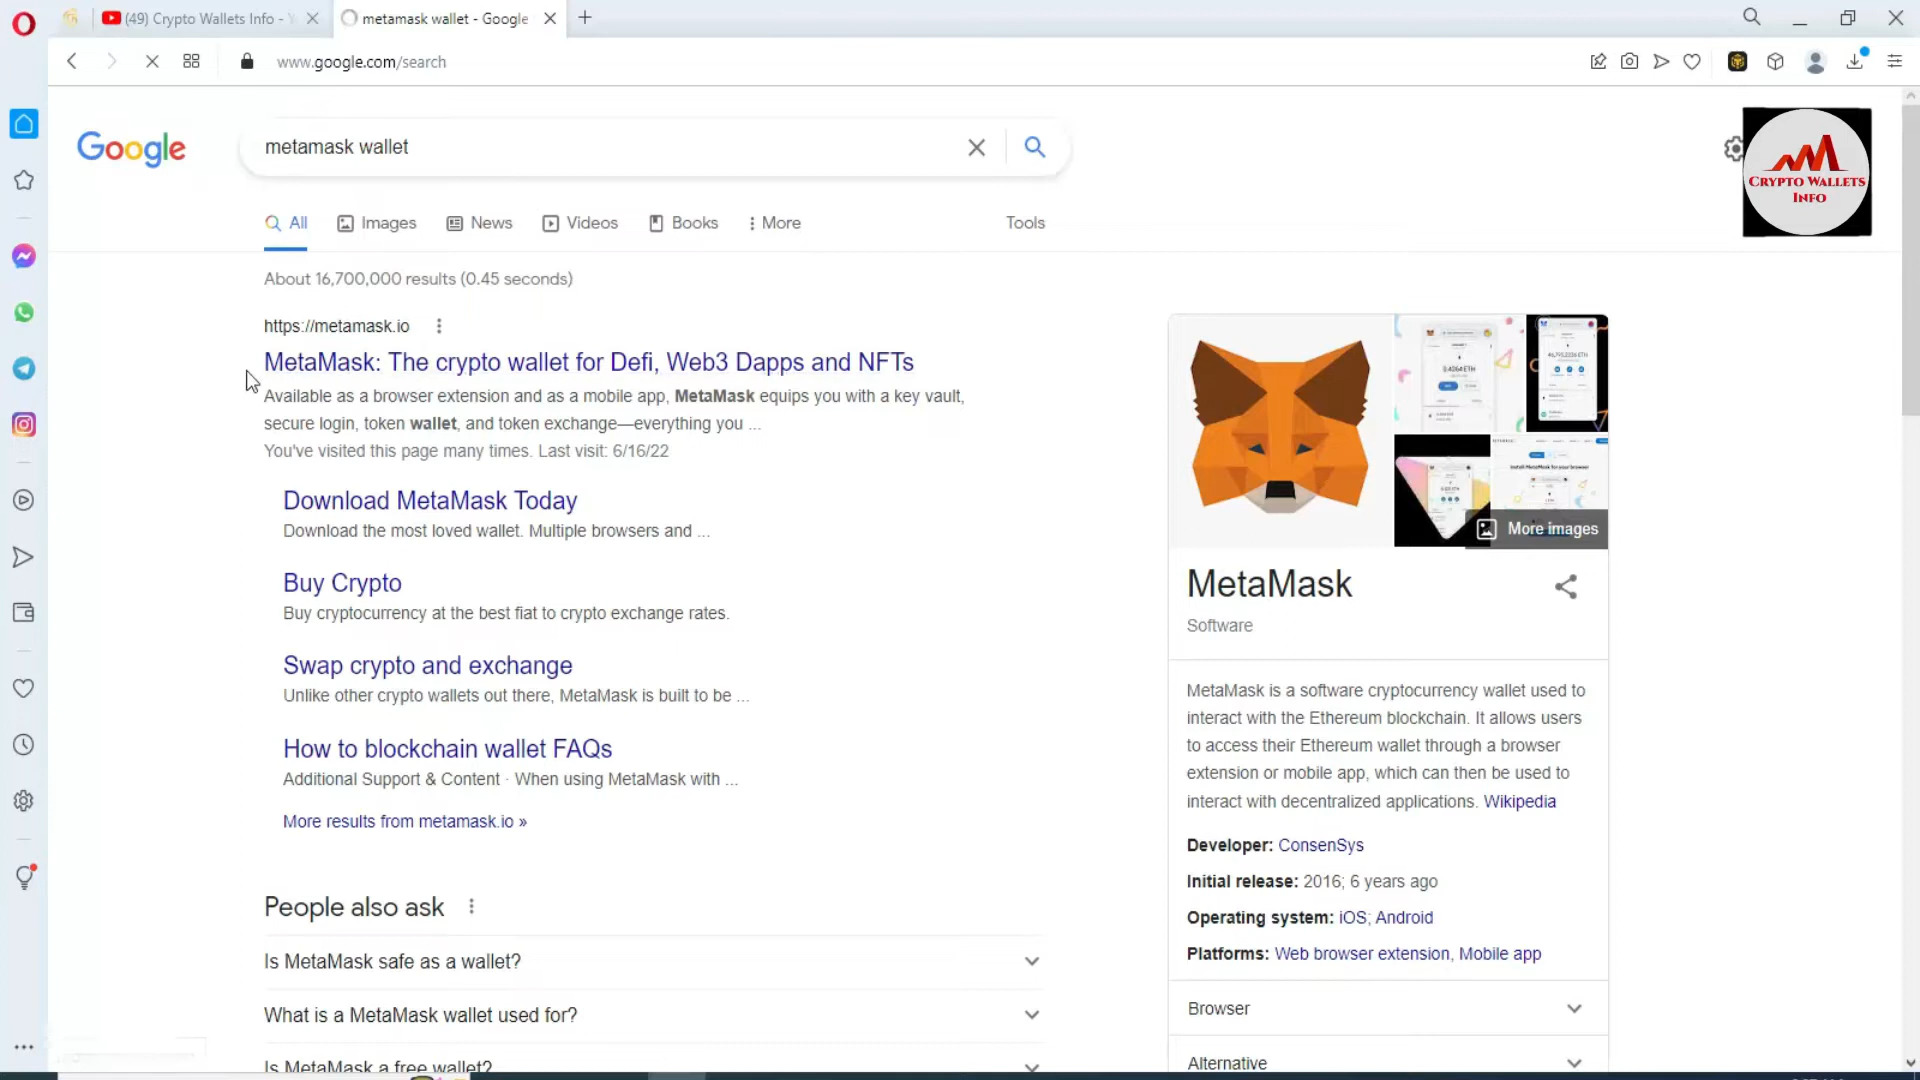 (49) Crypto Wallets Info -
metamask wallet - Google
www.google.com/search
Google
metamask wallet
CRYPTO WALLETS
INFO
All
Images
News
Videos
Books
More
Tools
About 16,700,000 results (0.45 seconds)
https://metamask.io
MetaMask: The crypto wallet for Defi, Web3 Dapps and NFTs
Available as a browser extension and as a mobile app, MetaMask equips you with a key vault,
secure login, token wallet, and token exchange—everything you ...
You've visited this page many times. Last visit: 6/16/22
Download MetaMask Today
Download the most loved wallet. Multiple browsers and ...
Buy Crypto
Buy cryptocurrency at the best fiat to crypto exchange rates.
Swap crypto and exchange
Unlike other crypto wallets out there, MetaMask is built to be ...
How to blockchain wallet FAQs
Additional Support & Content · When using MetaMask with ...
More results from metamask.io »
People also ask
Is MetaMask safe as a wallet?
What is a MetaMask wallet used for?
Is MetaMask a free wallet?
More images
MetaMask
Software
MetaMask is a software cryptocurrency wallet used to
interact with the Ethereum blockchain. It allows users
to access their Ethereum wallet through a browser
extension or mobile app, which can then be used to
interact with decentralized applications. Wikipedia
Developer: ConsenSys
Initial release: 2016; 6 years ago
Operating system: iOS; Android
Platforms: Web browser extension, Mobile app
Browser
Alternative